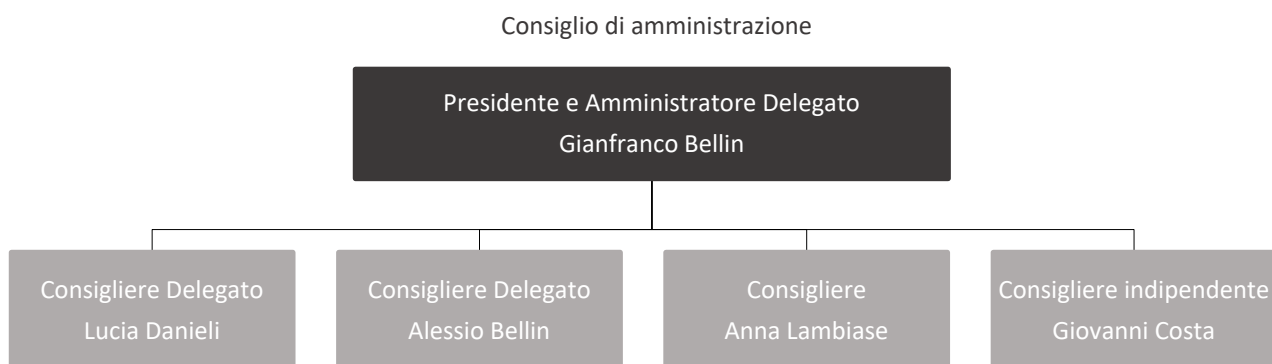 Consiglio di amministrazione
Presidente e Amministratore Delegato
Gianfranco Bellin
Consigliere Delegato
Lucia Danieli
Consigliere Delegato
Alessio Bellin
Consigliere
Anna Lambiase
Consigliere indipendente
Giovanni Costa